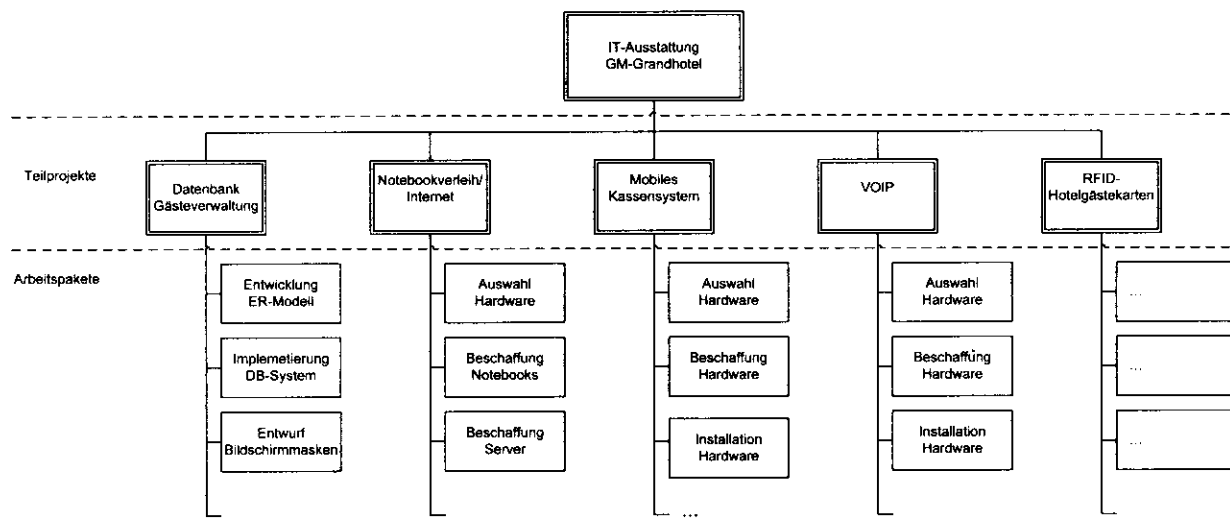 IT-Ausstattung
GM-Grandhotel
Teilprojekte
Datenbank
Gästeverwaltung
Notebookverleih/
Internet
Mobiles
Kassensystem
VOIP
RFID-
Hotelgästekarten
Arbeitspakete
Entwicklung
ER-Modell
Auswahl
Hardware
Auswahl
Hardware
Auswahl
Hardware
...
Implemetierung
DB-System
Beschaffung
Notebooks
Beschaffung
Hardware
Beschaffung
Hardware
...
Entwurf
Bildschirmmasken
Beschaffung
Server
Installation
Hardware
Installation
Hardware
...
...